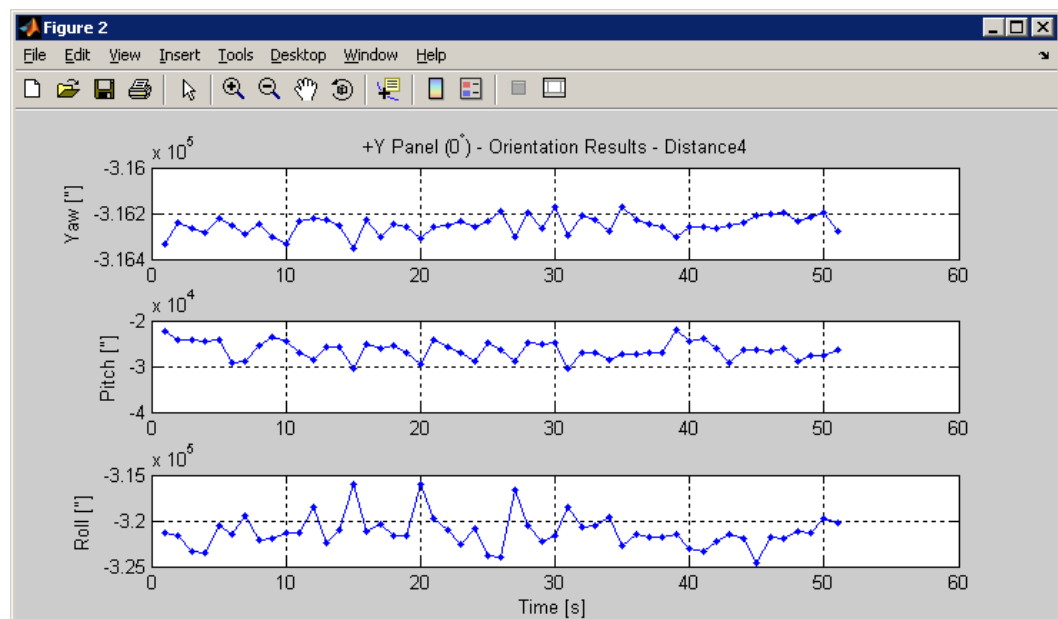 Figure 2
File Edit View Insert Tools Desktop Window Help
+Y Panel (0°) - Orientation Results - Distance4
x 10^5
-3.16
-3.162
-3.164
Yaw ["]
0 10 20 30 40 50 60
x 10^4
-2
-3
-4
Pitch ["]
0 10 20 30 40 50 60
x 10^5
-3.15
-3.2
-3.25
Roll ["]
0 10 20 30 40 50 60
Time [s]